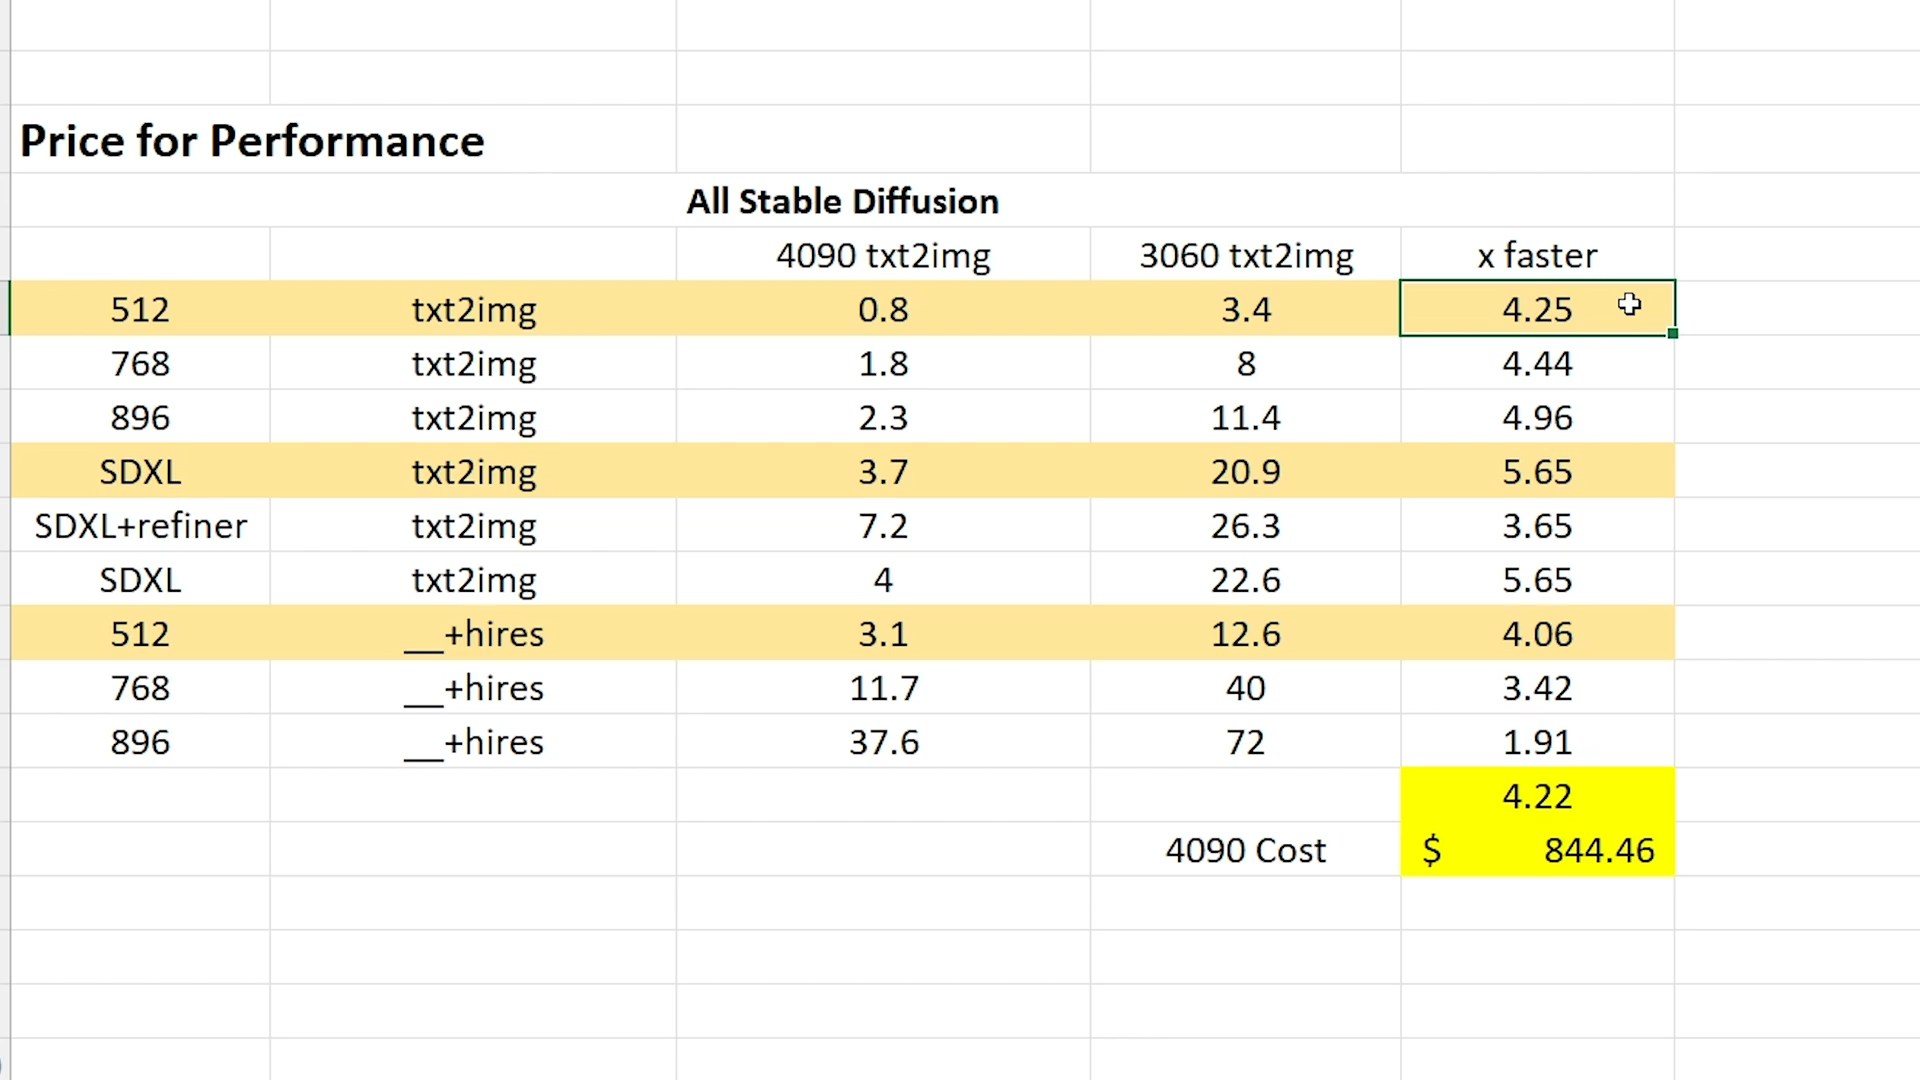 Price for Performance
All Stable Diffusion
4090 txt2img 3060 txt2img x faster
512 txt2img 0.8 3.4 4.25
768 txt2img 1.8 8 4.44
896 txt2img 2.3 11.4 4.96
SDXL txt2img 3.7 20.9 5.65
SDXL+refiner txt2img 7.2 26.3 3.65
SDXL txt2img 4 22.6 5.65
512 __+hires 3.1 12.6 4.06
768 __+hires 11.7 40 3.42
896 __+hires 37.6 72 1.91
4.22
4090 Cost $ 844.46